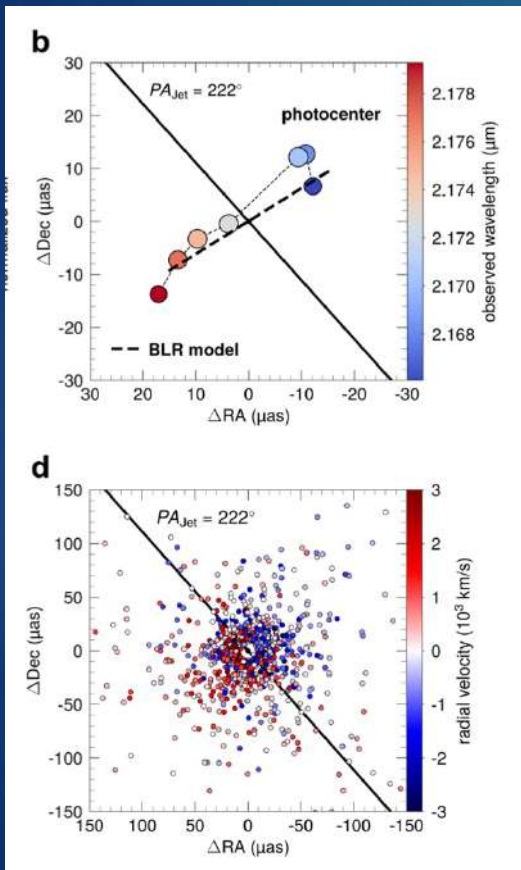 b
PA_Jet = 222°
photocenter
BLR model
30
20
10
0
-10
-20
-30
ΔDec (μas)
30 20 10 0 -10 -20 -30
ΔRA (μas)
2.178
2.176
2.174
2.172
2.170
2.168
observed wavelength (μm)
d
PA_Jet = 222°
150
100
50
0
-50
-100
-150
ΔDec (μas)
150 100 50 0 -50 -100 -150
ΔRA (μas)
3
2
1
0
-1
-2
-3
radial velocity (10³ km/s)